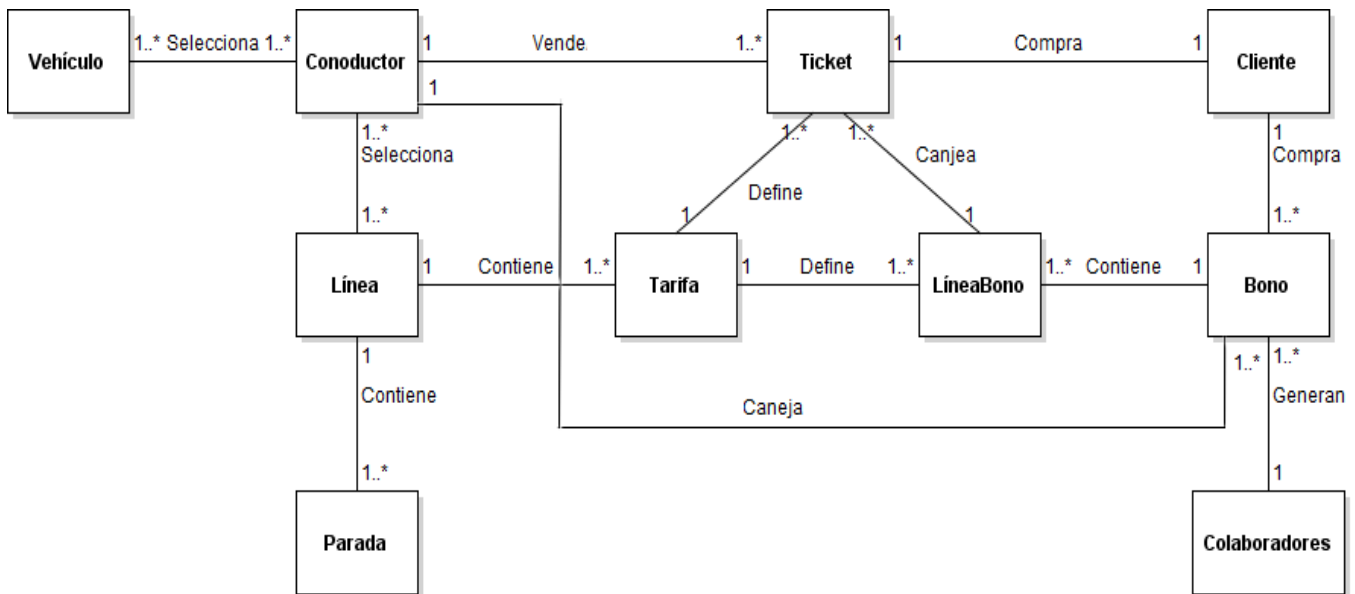 1..* Selecciona 1..* 1 Vende 1..* 1 Compra 1
Vehículo Conoductor Ticket Cliente
1
1..* 1..* 1..* 1
Selecciona Canjea Compra
Define
1..* 1 1 1..*
1 Contiene 1..* 1 Define 1..* 1..* Contiene 1
Línea Tarifa LíneaBono Bono
1 1..* 1..*
Contiene Caneja Generan
1..* 1
Parada Colaboradores